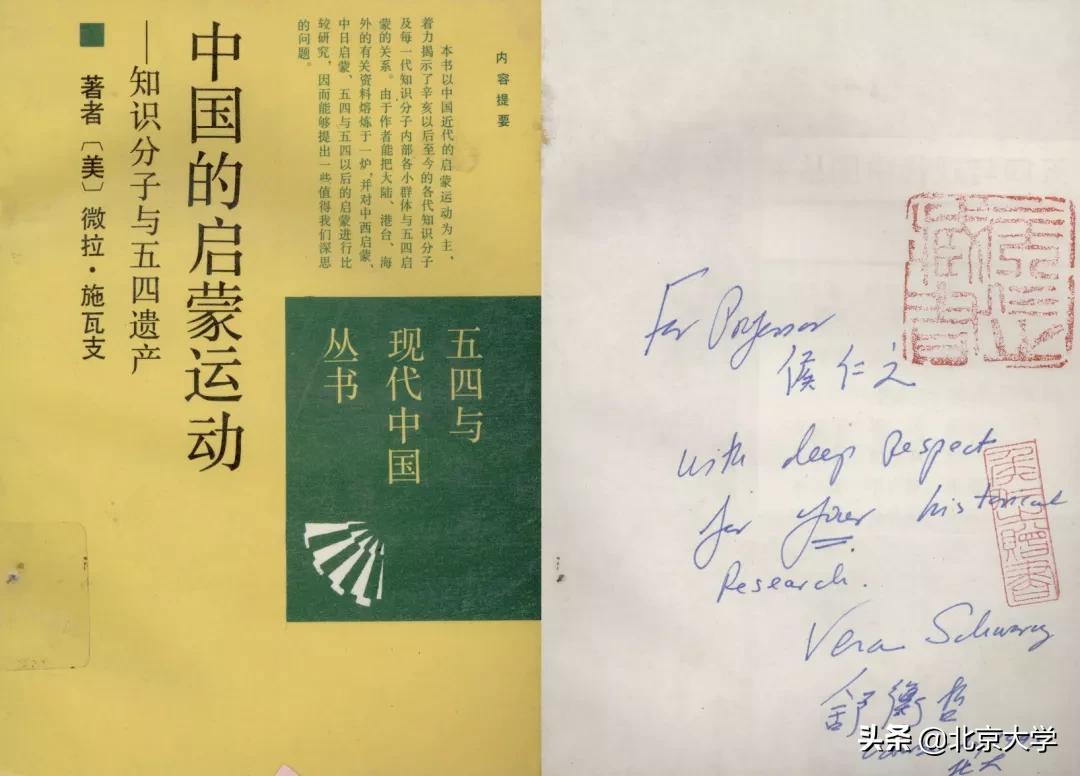 内容提要
本书以中国近代的启蒙运动为主、
着力揭示了辛亥以后至今的各代知识分子
及每一代知识分子内部各小群体与五四启
蒙的关系。由于作者能把大陆、港台、海
外的有关资料熔炼于一炉，并对中西启蒙、
中日启蒙、五四与五四以后的启蒙进行比
较研究，因而能够提出一些值得我们深思
的问题。
中国的启蒙运动
—知识分子与五四遗产
著者〔美〕微拉·施瓦支
五四与
现代中国
丛书
For Professor
侯仁之
with deep Respect
for your historical
Research.
Vera Schwarcz
舒衡哲
北大
侯仁之
藏书
头条 @北京大学